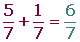 5/7 + 1/7 = 6/7